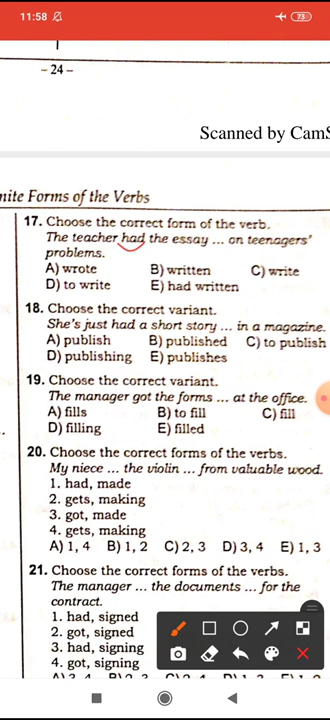 11:58
73
- 24 -
Scanned by CamS
nite Forms of the Verbs
17. Choose the correct form of the verb.
The teacher had the essay ... on teenagers'
problems.
A) wrote B) written C) write
D) to write E) had written
18. Choose the correct variant.
She's just had a short story ... in a magazine.
A) publish B) published C) to publish
D) publishing E) publishes
19. Choose the correct variant.
The manager got the forms ... at the office.
A) fills B) to fill C) fill
D) filling E) filled
20. Choose the correct forms of the verbs.
My niece ... the violin ... from valuable wood.
1. had, made
2. gets, making
3. got, made
4. gets, making
A) 1, 4 B) 1, 2 C) 2, 3 D) 3, 4 E) 1, 3
21. Choose the correct forms of the verbs.
The manager ... the documents ... for the
contract.
1. had, signed
2. got, signed
3. had, signing
4. got, signing